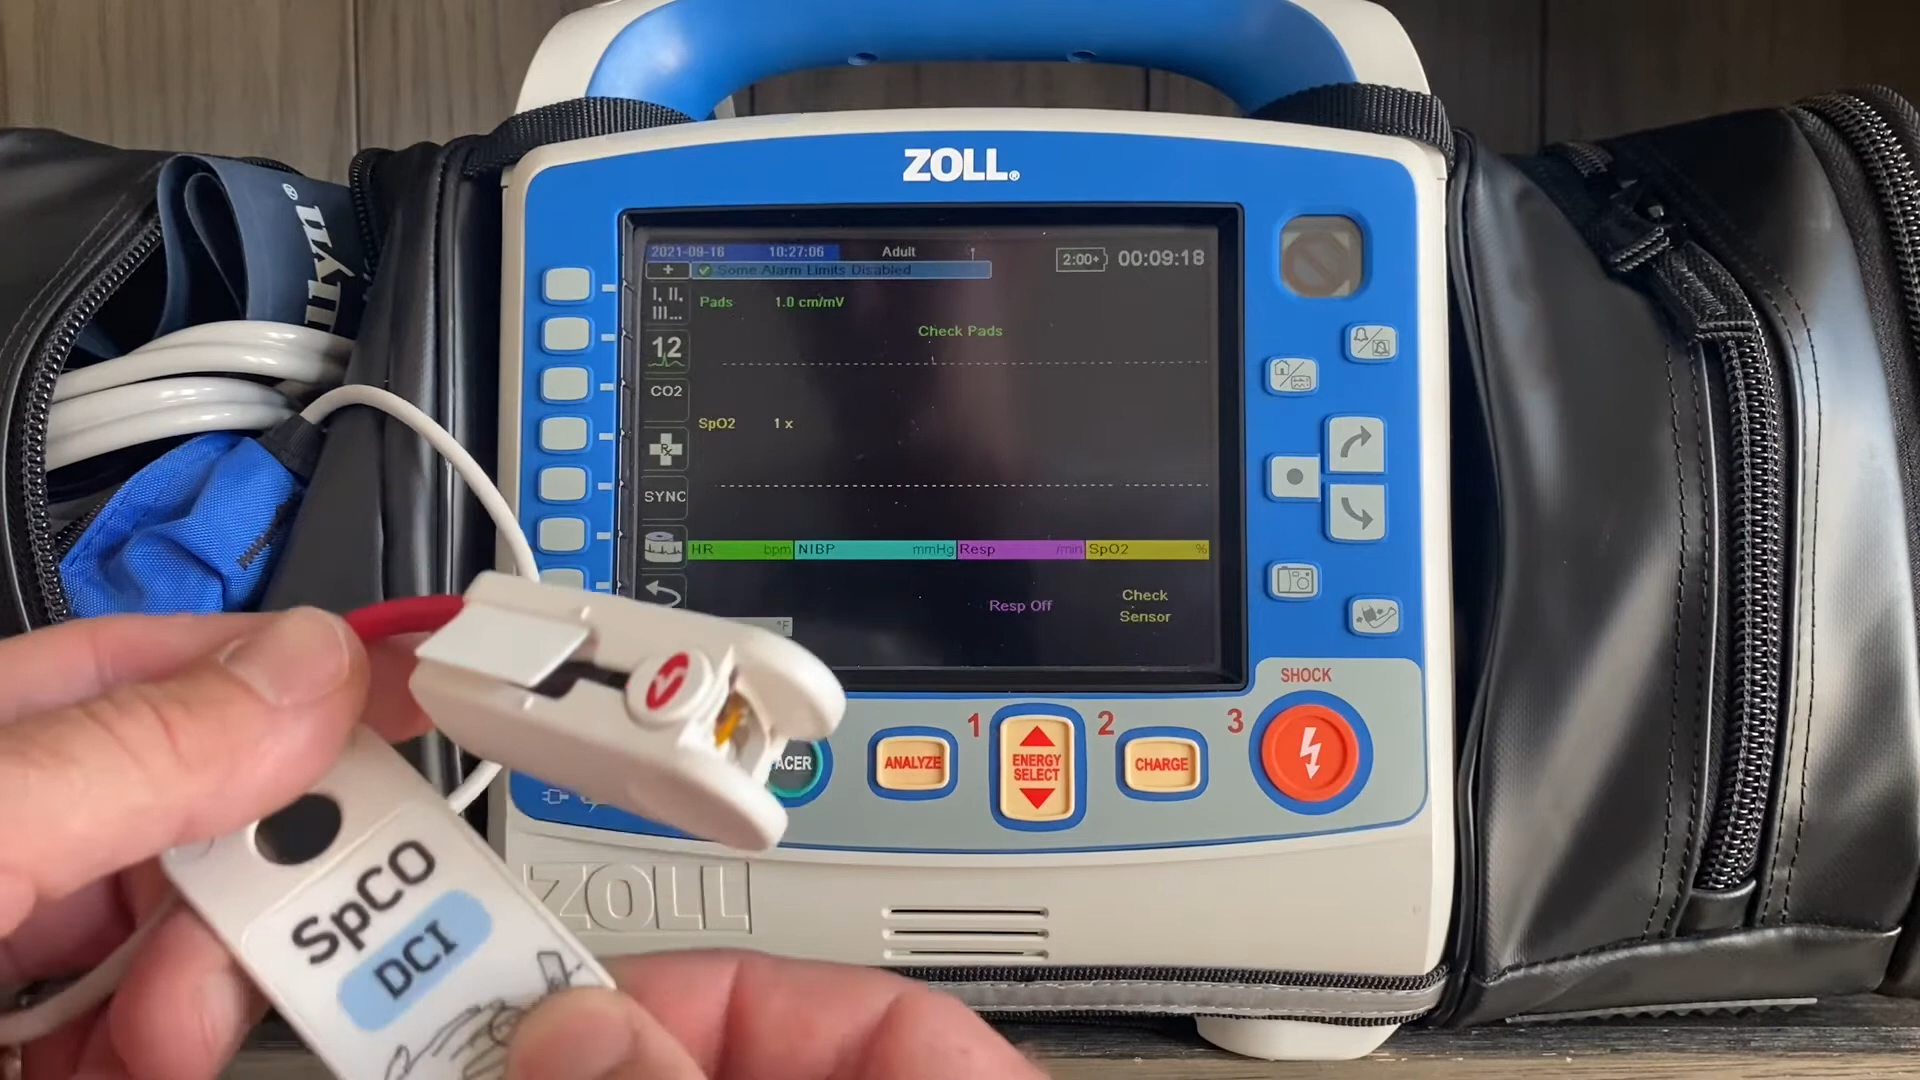 ZOLL®
2021-09-16 10:27:06 Adult 2:00+ 00:09:18
+ Some Alarm Limits Disabled
I, II,
III...
Pads 1.0 cm/mV
Check Pads
12
CO2
SpO2 1 x
Rx
SYNC
HR bpm NIBP mmHg Resp /min SpO2 %
Resp Off
Check
Sensor
°F
SHOCK
1 2 3
ACER
ANALYZE
ENERGY
SELECT
CHARGE
ZOLL
SpCO
DCI
llyn®